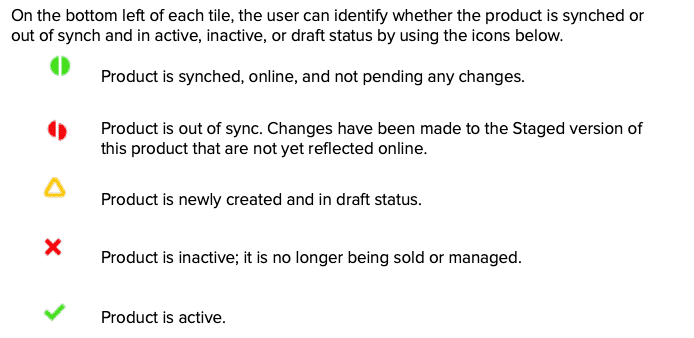 On the bottom left of each tile, the user can identify whether the product is synched or
out of synch and in active, inactive, or draft status by using the icons below.
Product is synched, online, and not pending any changes.
Product is out of sync. Changes have been made to the Staged version of
this product that are not yet reflected online.
Product is newly created and in draft status.
Product is inactive; it is no longer being sold or managed.
Product is active.